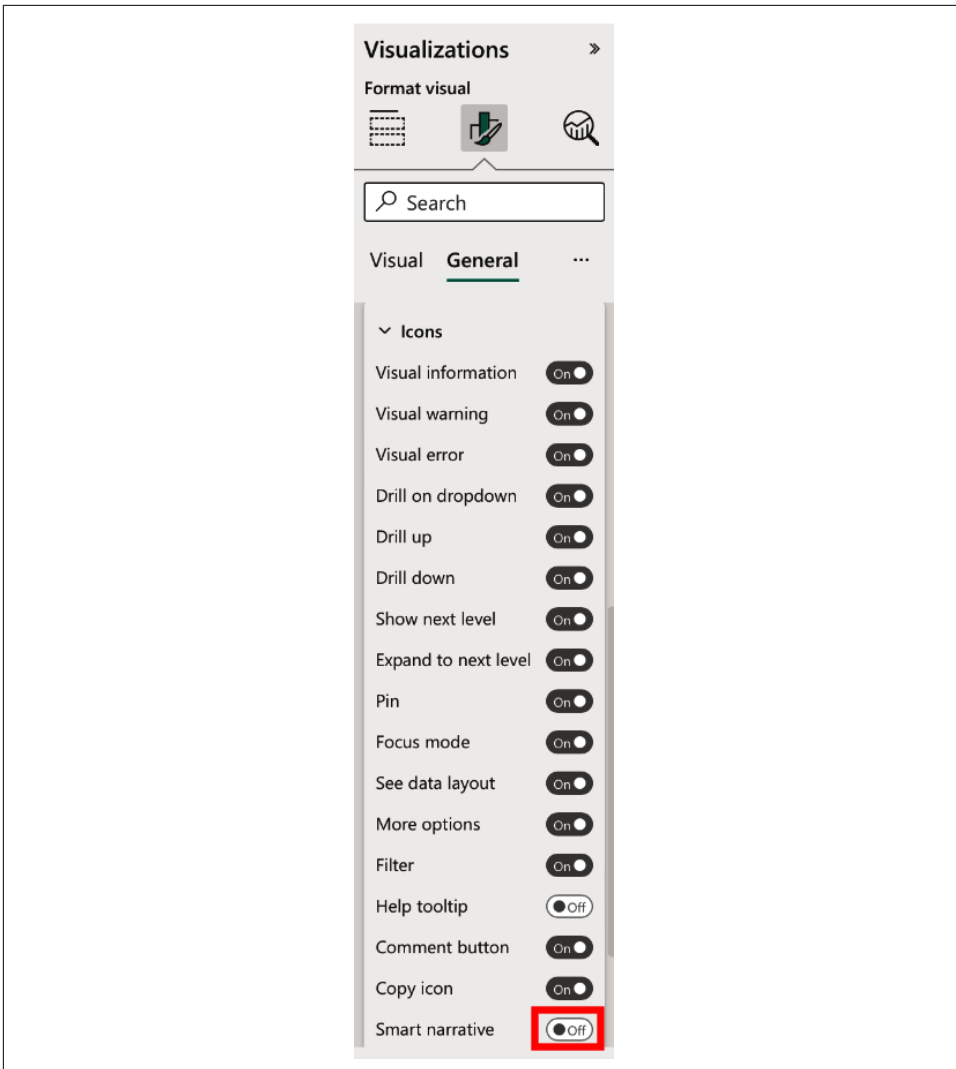 Visualizations »
Format visual
Search
Visual General ...
Icons
Visual information On
Visual warning On
Visual error On
Drill on dropdown On
Drill up On
Drill down On
Show next level On
Expand to next level On
Pin On
Focus mode On
See data layout On
More options On
Filter On
Help tooltip Off
Comment button On
Copy icon On
Smart narrative Off